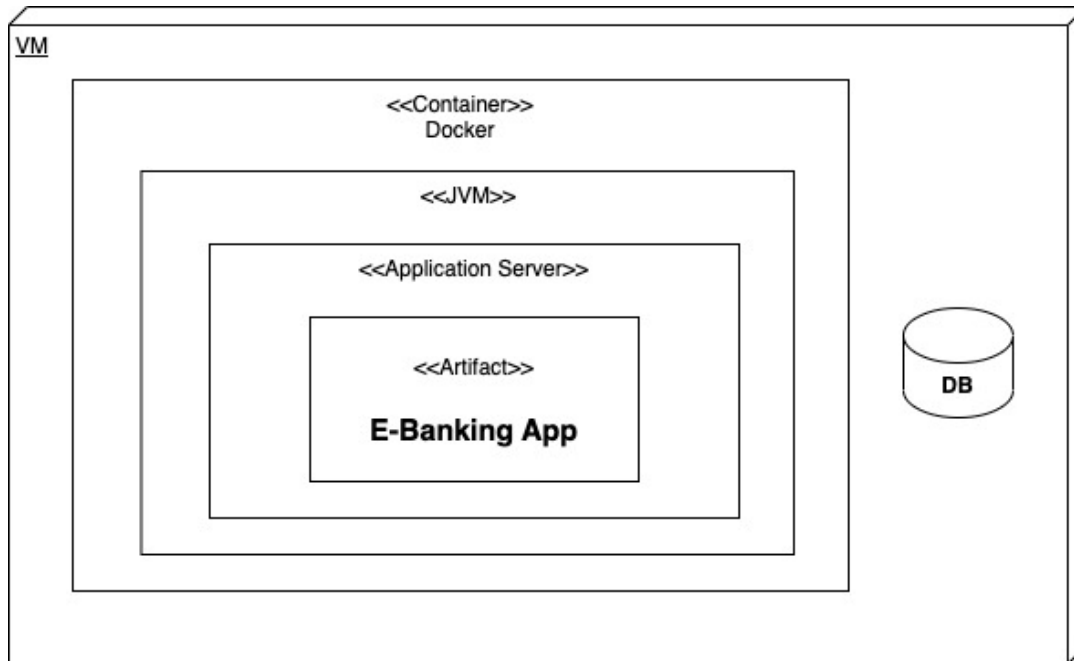 VM
<<Container>>
Docker
<<JVM>>
<<Application Server>>
<<Artifact>>
E-Banking App
DB